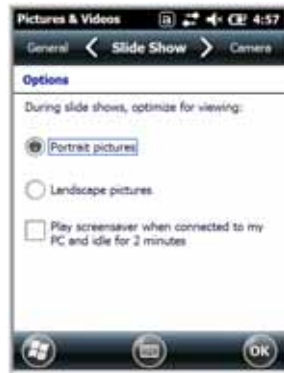 Pictures & Videos 4:57
General Slide Show Camera
Options
During slide shows, optimize for viewing:
Portrait pictures
Landscape pictures
Play screensaver when connected to my
PC and idle for 2 minutes
OK